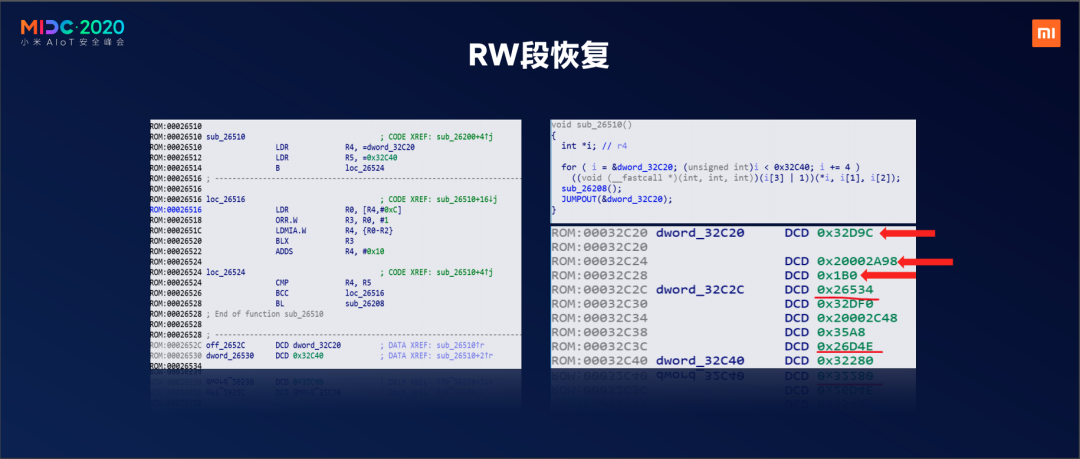 MIDC·2020
小米AIoT安全峰会
mi
RW段恢复
ROM:00026510
ROM:00026510 sub_26510 ; CODE XREF: sub_26200+4↑j
ROM:00026510 LDR R4, =dword_32C20
ROM:00026512 LDR R5, =0x32C40
ROM:00026514 B loc_26524
ROM:00026516 ; ---------------------------------------------------------------------------
ROM:00026516
ROM:00026516 loc_26516 ; CODE XREF: sub_26510+16↓j
ROM:00026516 LDR R0, [R4,#0xC]
ROM:00026518 ORR.W R3, R0, #1
ROM:0002651C LDMIA.W R4, {R0-R2}
ROM:00026520 BLX R3
ROM:00026522 ADDS R4, #0x10
ROM:00026524
ROM:00026524 loc_26524 ; CODE XREF: sub_26510+4↑j
ROM:00026524 CMP R4, R5
ROM:00026526 BCC loc_26516
ROM:00026528 BL sub_26208
ROM:00026528 ; End of function sub_26510
ROM:00026528
ROM:00026528 ; ---------------------------------------------------------------------------
ROM:0002652C off_2652C DCD dword_32C20 ; DATA XREF: sub_26510↑r
ROM:00026530 dword_26530 DCD 0x32C40 ; DATA XREF: sub_26510+2↑r
ROM:00026534
void sub_26510()
{
int *i; // r4
for ( i = &dword_32C20; (unsigned int)i < 0x32C40; i += 4 )
((void (__fastcall *)(int, int, int))(i[3] | 1))(*i, i[1], i[2]);
sub_26208();
JUMPOUT(&dword_32C20);
}
ROM:00032C20 dword_32C20 DCD 0x32D9C
ROM:00032C20
ROM:00032C24 DCD 0x20002A98
ROM:00032C28 DCD 0x1B0
ROM:00032C2C dword_32C2C DCD 0x26534
ROM:00032C30 DCD 0x32DF0
ROM:00032C34 DCD 0x20002C48
ROM:00032C38 DCD 0x35A8
ROM:00032C3C DCD 0x26D4E
ROM:00032C40 dword_32C40 DCD 0x32280